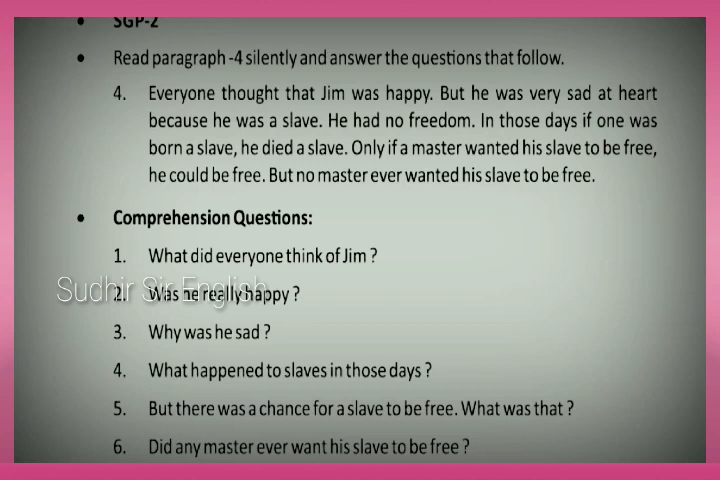 • SGP-2
• Read paragraph -4 silently and answer the questions that follow.
4. Everyone thought that Jim was happy. But he was very sad at heart
because he was a slave. He had no freedom. In those days if one was
born a slave, he died a slave. Only if a master wanted his slave to be free,
he could be free. But no master ever wanted his slave to be free.
• Comprehension Questions:
1. What did everyone think of Jim ?
2. Was he really happy ?
Sudhir Sir English
3. Why was he sad ?
4. What happened to slaves in those days ?
5. But there was a chance for a slave to be free. What was that ?
6. Did any master ever want his slave to be free ?